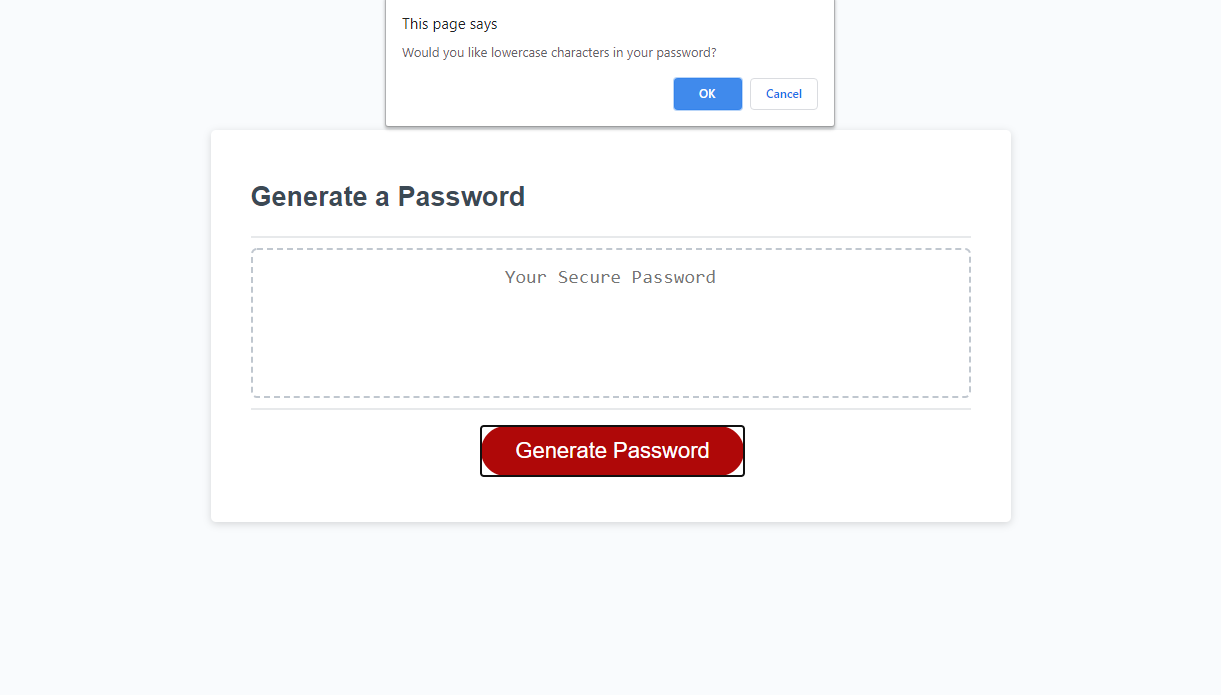 This page says
Would you like lowercase characters in your password?
OK
Cancel
Generate a Password
Your Secure Password
Generate Password